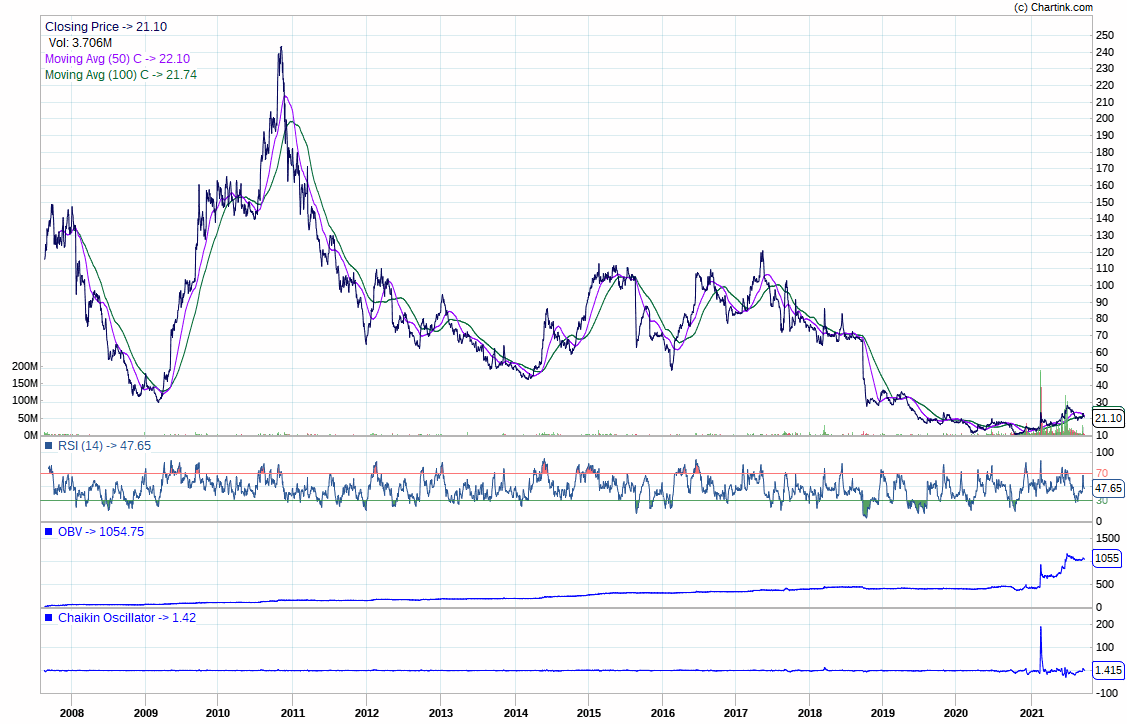 (c) Chartink.com
Closing Price -> 21.10
Vol: 3.706M
Moving Avg (50) C -> 22.10
Moving Avg (100) C -> 21.74
250
240
230
220
210
200
190
180
170
160
150
140
130
120
110
100
90
80
70
60
50
40
30
21.10
10
200M
150M
100M
50M
0M
RSI (14) -> 47.65
100
70
47.65
30
0
OBV -> 1054.75
1500
1055
500
0
Chaikin Oscillator -> 1.42
200
100
1.415
-100
2008 2009 2010 2011 2012 2013 2014 2015 2016 2017 2018 2019 2020 2021